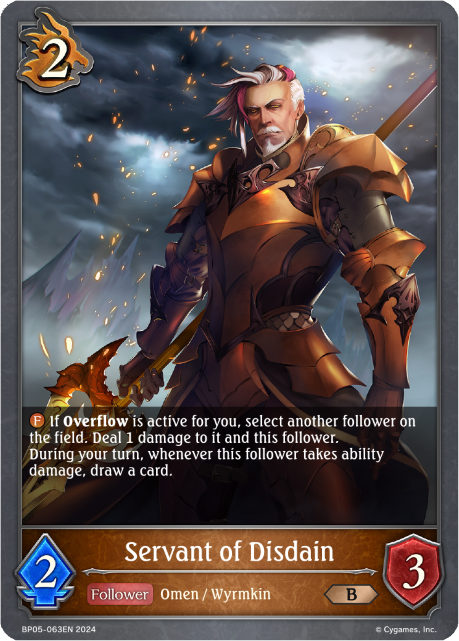 2
F If Overflow is active for you, select another follower on
the field. Deal 1 damage to it and this follower.
During your turn, whenever this follower takes ability
damage, draw a card.
Servant of Disdain
2
Follower Omen / Wyrmkin B
3
BP05-063EN 2024 © Cygames, Inc.